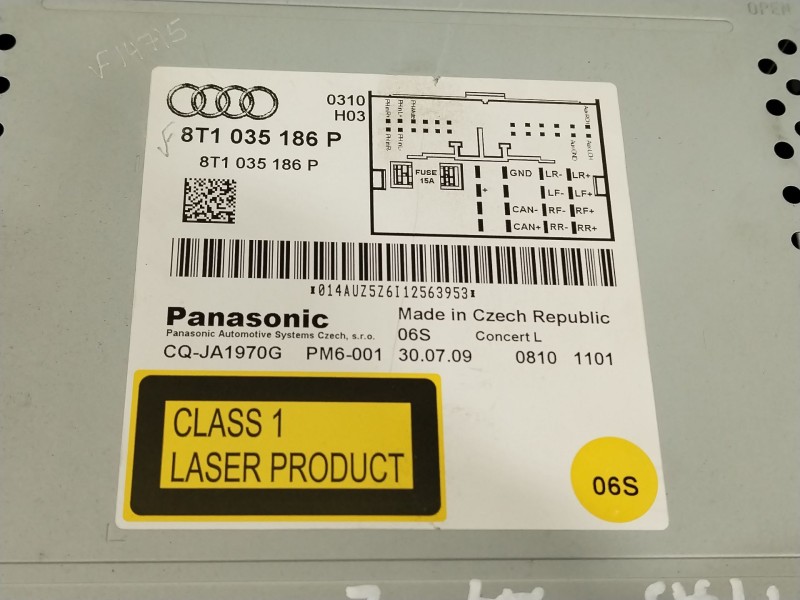 OPEN
F14715
0310
H03
8T1 035 186 P
8T1 035 186 P
FUSE
15A
GND LR- LR+
+ LF- LF+
CAN- RF- RF+
CAN+ RR- RR+
*014AUZ5Z6I12563953*
Panasonic
Panasonic Automotive Systems Czech, s.r.o.
CQ-JA1970G PM6-001
Made in Czech Republic
06S Concert L
30.07.09 0810 1101
CLASS 1
LASER PRODUCT
06S